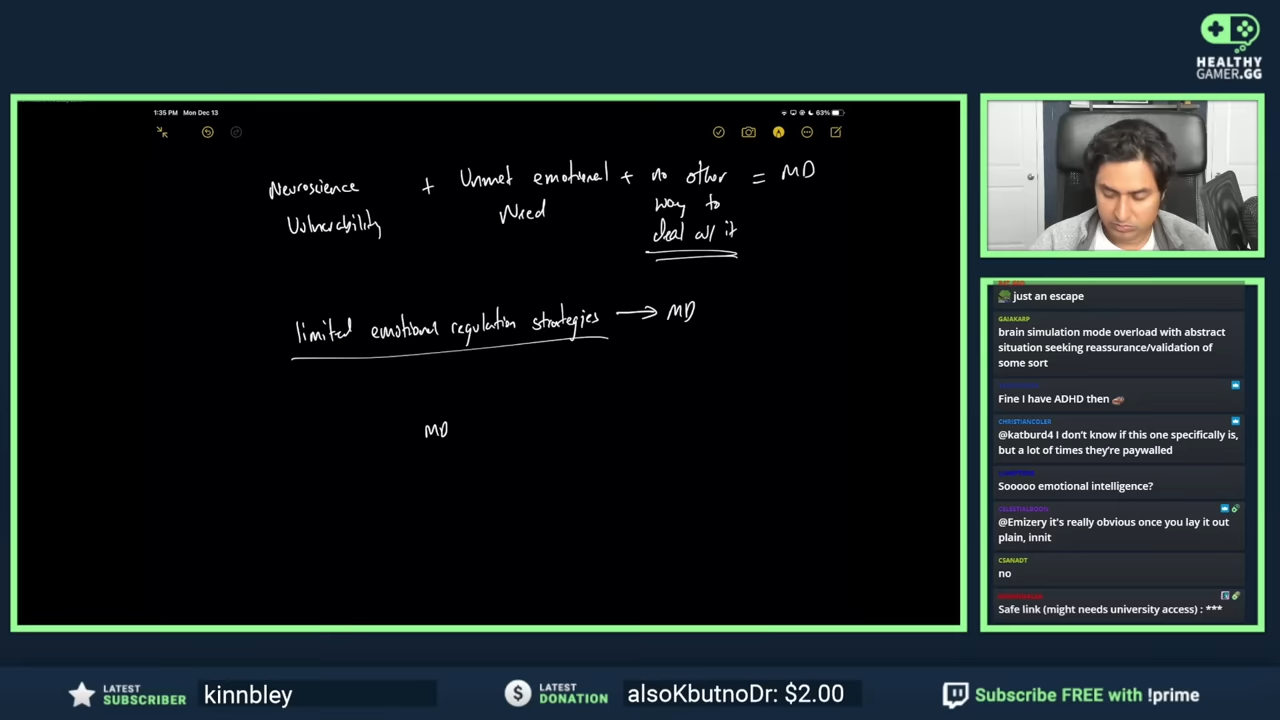 HEALTHY
GAMER.GG
1:35 PM Mon Dec 13
63%
Neuroscience + Unmet emotional + no other = MD
Vulnerability Need way to
deal w/ it
limited emotional regulation strategies → MD
MD
just an escape
GAIAKARP
brain simulation mode overload with abstract
situation seeking reassurance/validation of
some sort
Fine I have ADHD then
CHRISTIANCOLER
@katburd4 I don't know if this one specifically is,
but a lot of times they're paywalled
Sooooo emotional intelligence?
@Emizery it's really obvious once you lay it out
plain, innit
CSANADT
no
Safe link (might needs university access) : ***
LATEST
SUBSCRIBER
kinnbley
$
LATEST
DONATION
alsoKbutnoDr: $2.00
Subscribe FREE with !prime